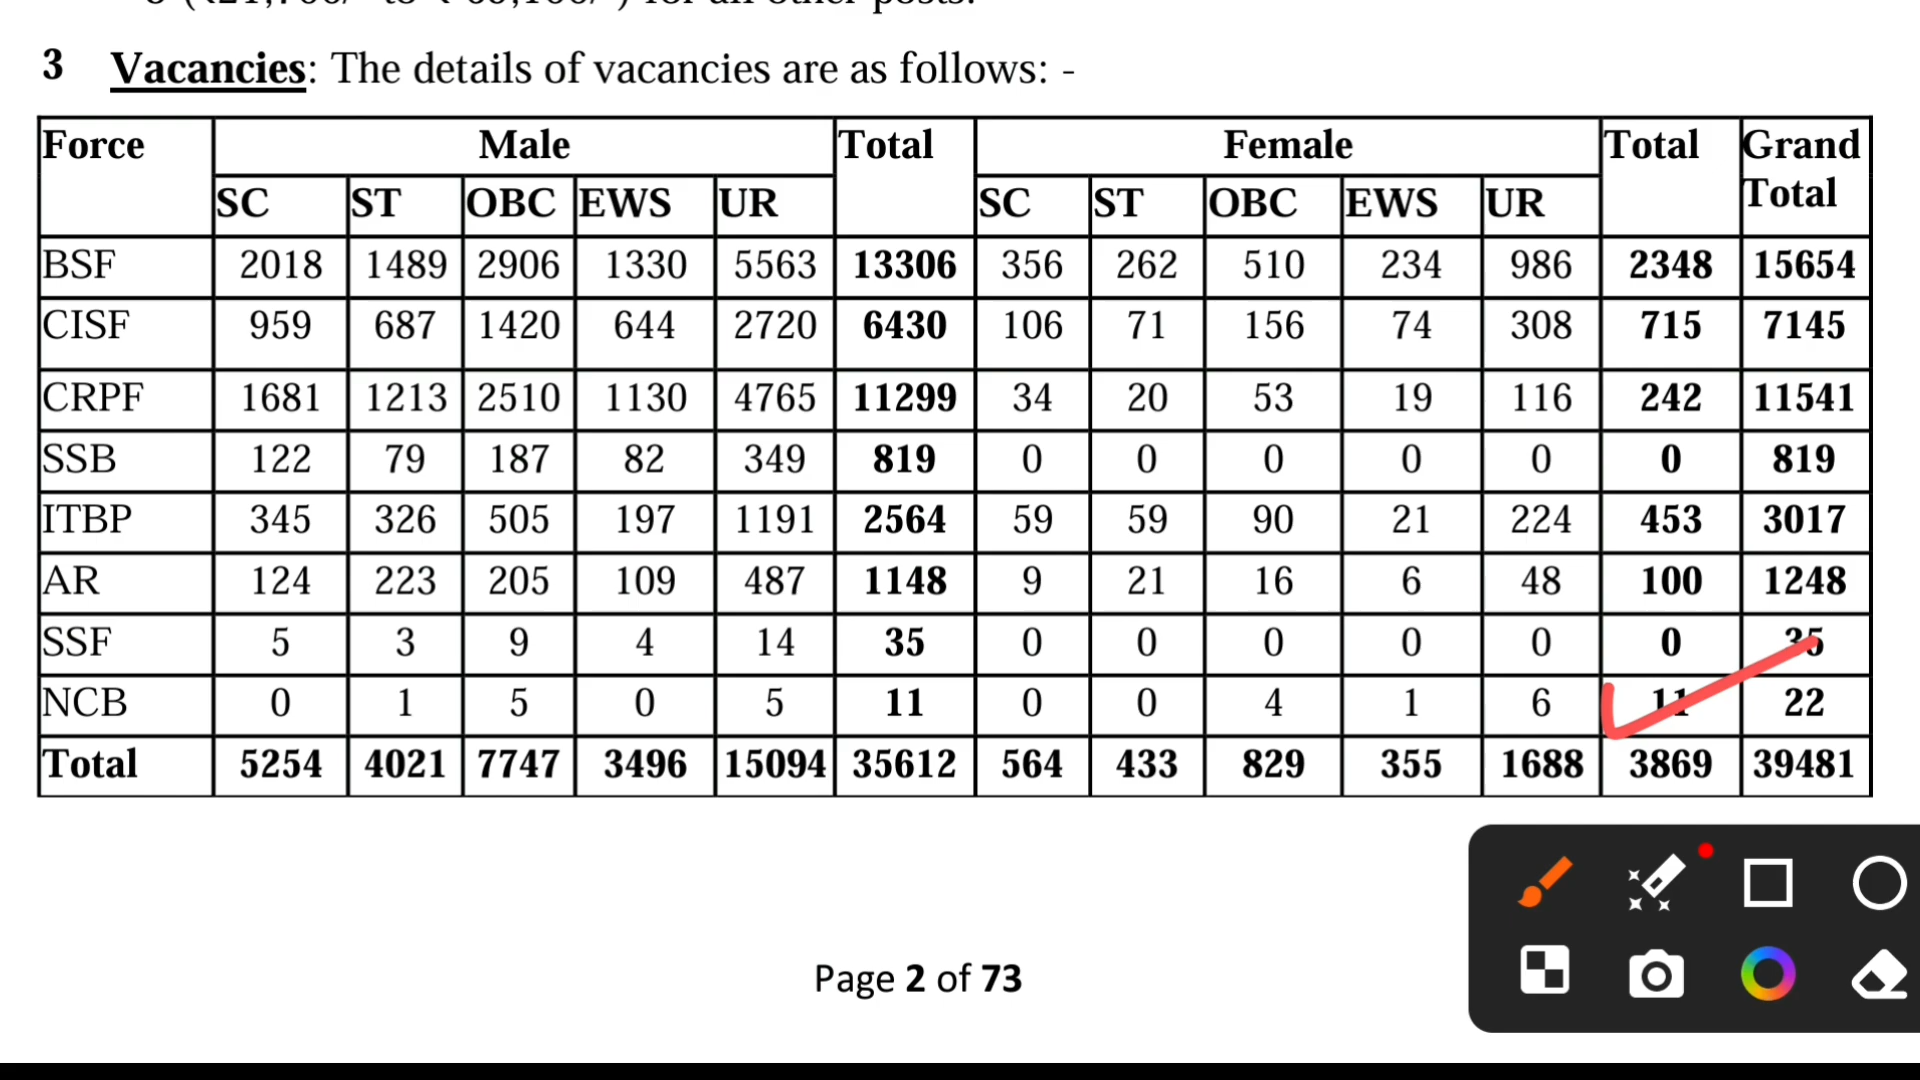 3 Vacancies: The details of vacancies are as follows: -
Force Male Total Female Total Grand Total
SC ST OBC EWS UR SC ST OBC EWS UR
BSF 2018 1489 2906 1330 5563 13306 356 262 510 234 986 2348 15654
CISF 959 687 1420 644 2720 6430 106 71 156 74 308 715 7145
CRPF 1681 1213 2510 1130 4765 11299 34 20 53 19 116 242 11541
SSB 122 79 187 82 349 819 0 0 0 0 0 0 819
ITBP 345 326 505 197 1191 2564 59 59 90 21 224 453 3017
AR 124 223 205 109 487 1148 9 21 16 6 48 100 1248
SSF 5 3 9 4 14 35 0 0 0 0 0 0 35
NCB 0 1 5 0 5 11 0 0 4 1 6 11 22
Total 5254 4021 7747 3496 15094 35612 564 433 829 355 1688 3869 39481
Page 2 of 73